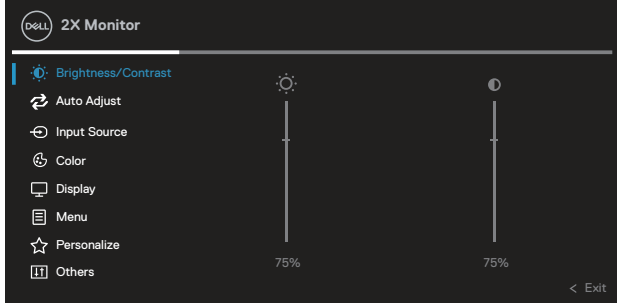 DELL 2X Monitor
Brightness/Contrast
Auto Adjust
Input Source
Color
Display
Menu
Personalize
Others
75% 75%
< Exit